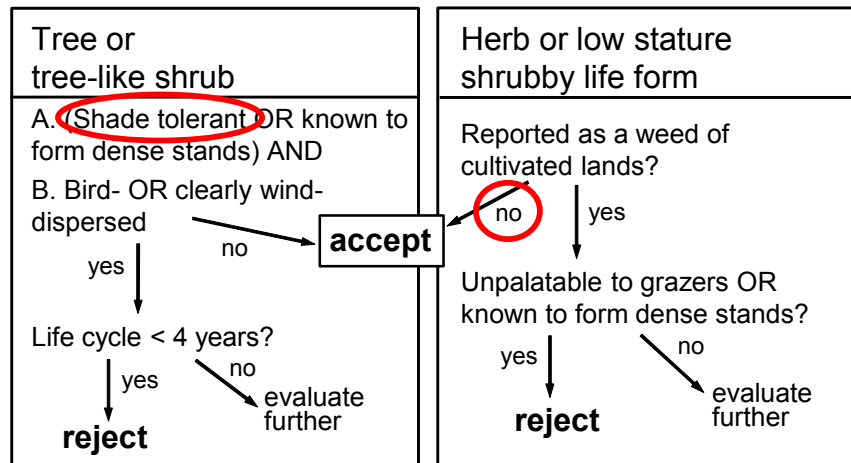 Tree or
tree-like shrub
A. (Shade tolerant OR known to
form dense stands) AND
B. Bird- OR clearly wind-
dispersed
no
yes
Life cycle < 4 years?
yes
no
reject
evaluate
further
accept
Herb or low stature
shrubby life form
Reported as a weed of
cultivated lands?
no
yes
Unpalatable to grazers OR
known to form dense stands?
yes
no
reject
evaluate
further